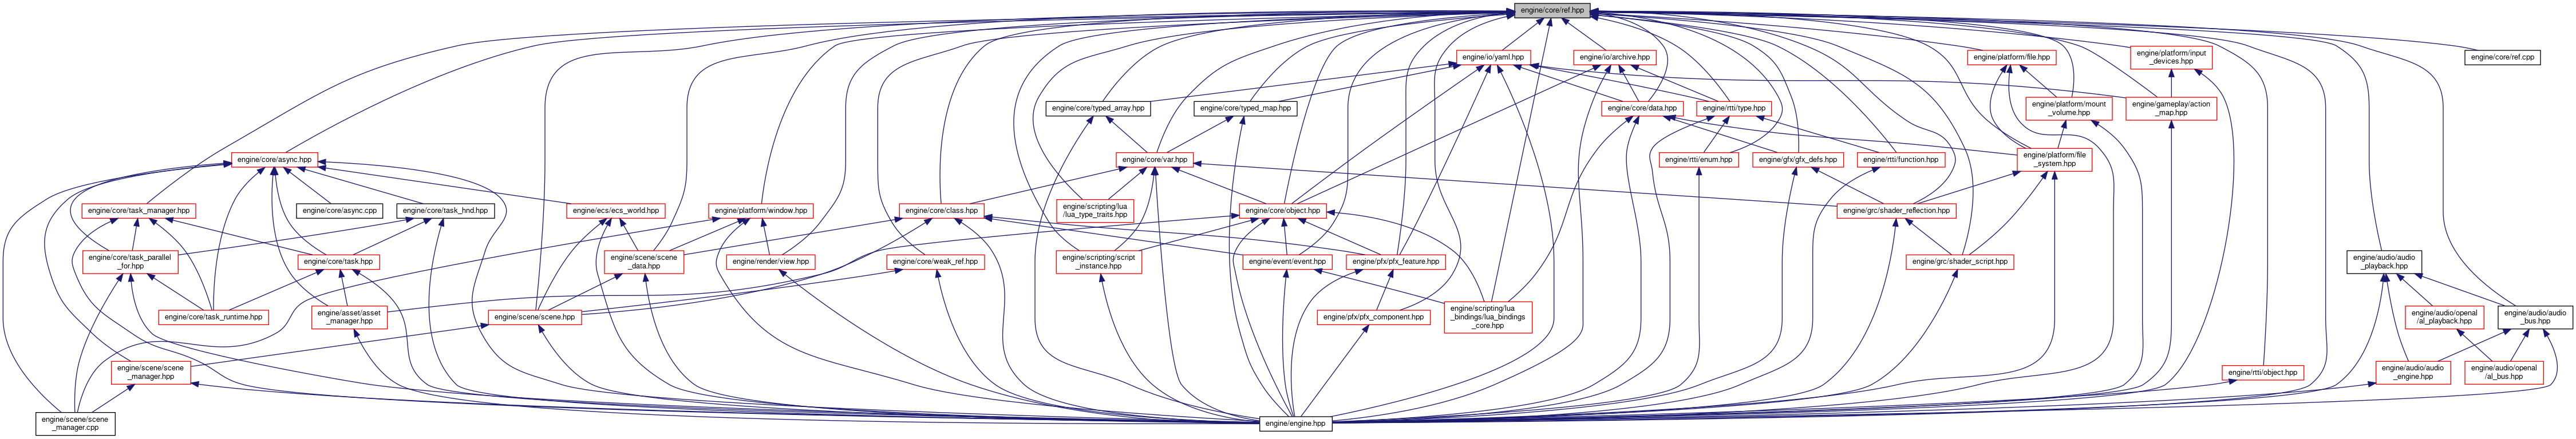 engine/core/ref.hpp
engine/io/yaml.hpp
engine/io/archive.hpp
engine/platform/file.hpp
engine/platform/input
_devices.hpp
engine/core/ref.cpp
engine/core/typed_array.hpp
engine/core/typed_map.hpp
engine/core/data.hpp
engine/rtti/type.hpp
engine/platform/mount
_volume.hpp
engine/gameplay/action
_map.hpp
engine/core/async.hpp
engine/core/var.hpp
engine/rtti/enum.hpp
engine/gfx/gfx_defs.hpp
engine/rtti/function.hpp
engine/platform/file
_system.hpp
engine/core/task_manager.hpp
engine/core/async.cpp
engine/core/task_hnd.hpp
engine/ecs/ecs_world.hpp
engine/platform/window.hpp
engine/core/class.hpp
engine/scripting/lua
/lua_type_traits.hpp
engine/core/object.hpp
engine/grc/shader_reflection.hpp
engine/core/task_parallel
_for.hpp
engine/core/task.hpp
engine/scene/scene
_data.hpp
engine/render/view.hpp
engine/core/weak_ref.hpp
engine/scripting/script
_instance.hpp
engine/event/event.hpp
engine/pfx/pfx_feature.hpp
engine/grc/shader_script.hpp
engine/audio/audio
_playback.hpp
engine/core/task_runtime.hpp
engine/asset/asset
_manager.hpp
engine/scene/scene.hpp
engine/pfx/pfx_component.hpp
engine/scripting/lua
_bindings/lua_bindings
_core.hpp
engine/audio/openal
/al_playback.hpp
engine/audio/audio
_bus.hpp
engine/scene/scene
_manager.hpp
engine/rtti/object.hpp
engine/audio/audio
_engine.hpp
engine/audio/openal
/al_bus.hpp
engine/scene/scene
_manager.cpp
engine/engine.hpp